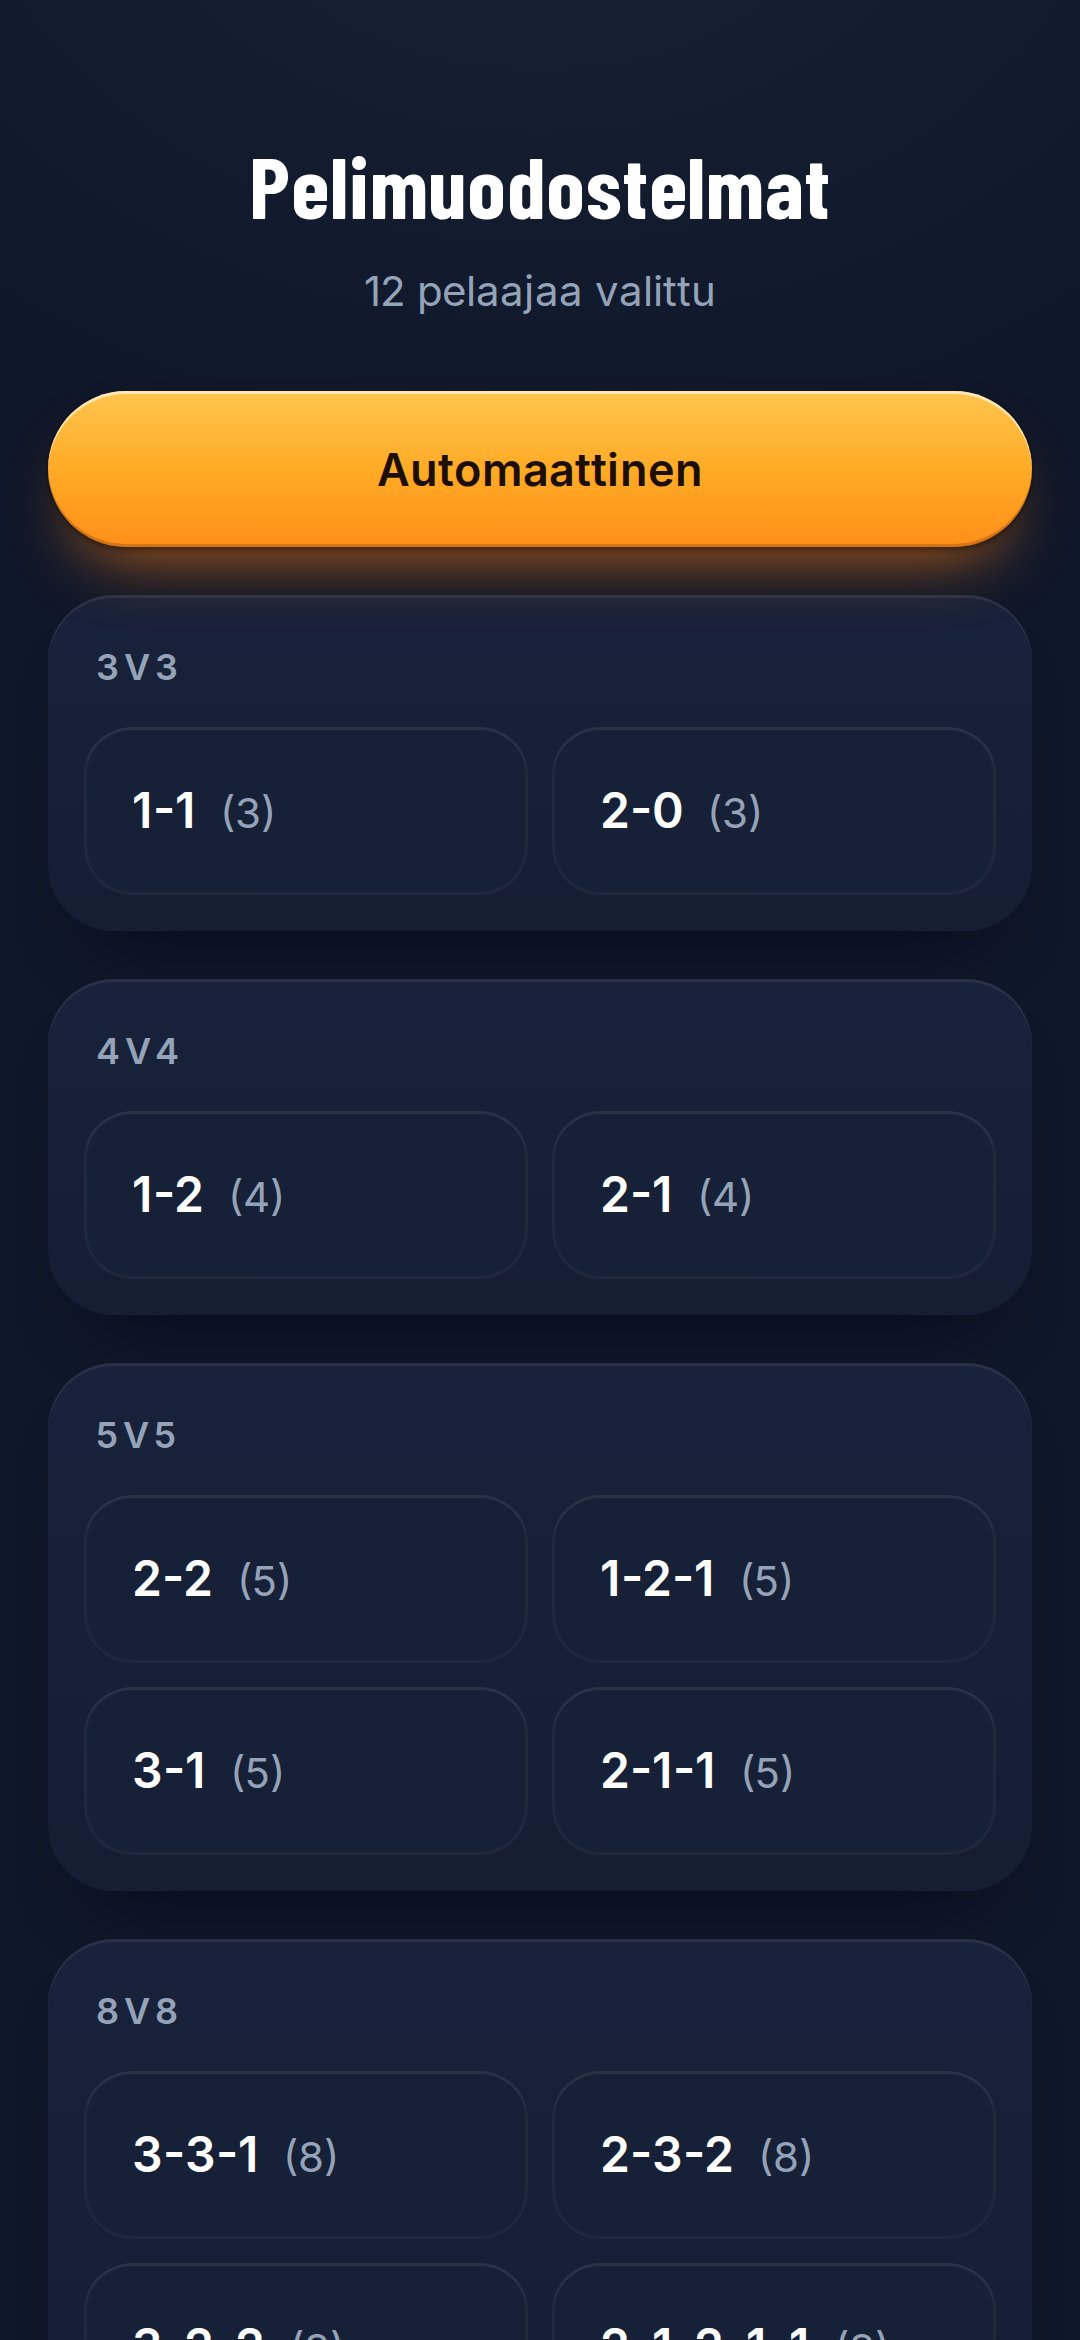 Pelimuodostelmat
12 pelaajaa valittu
Automaattinen
3V3
1-1 (3) 2-0 (3)
4V4
1-2 (4) 2-1 (4)
5V5
2-2 (5) 1-2-1 (5)
3-1 (5) 2-1-1 (5)
8V8
3-3-1 (8) 2-3-2 (8)